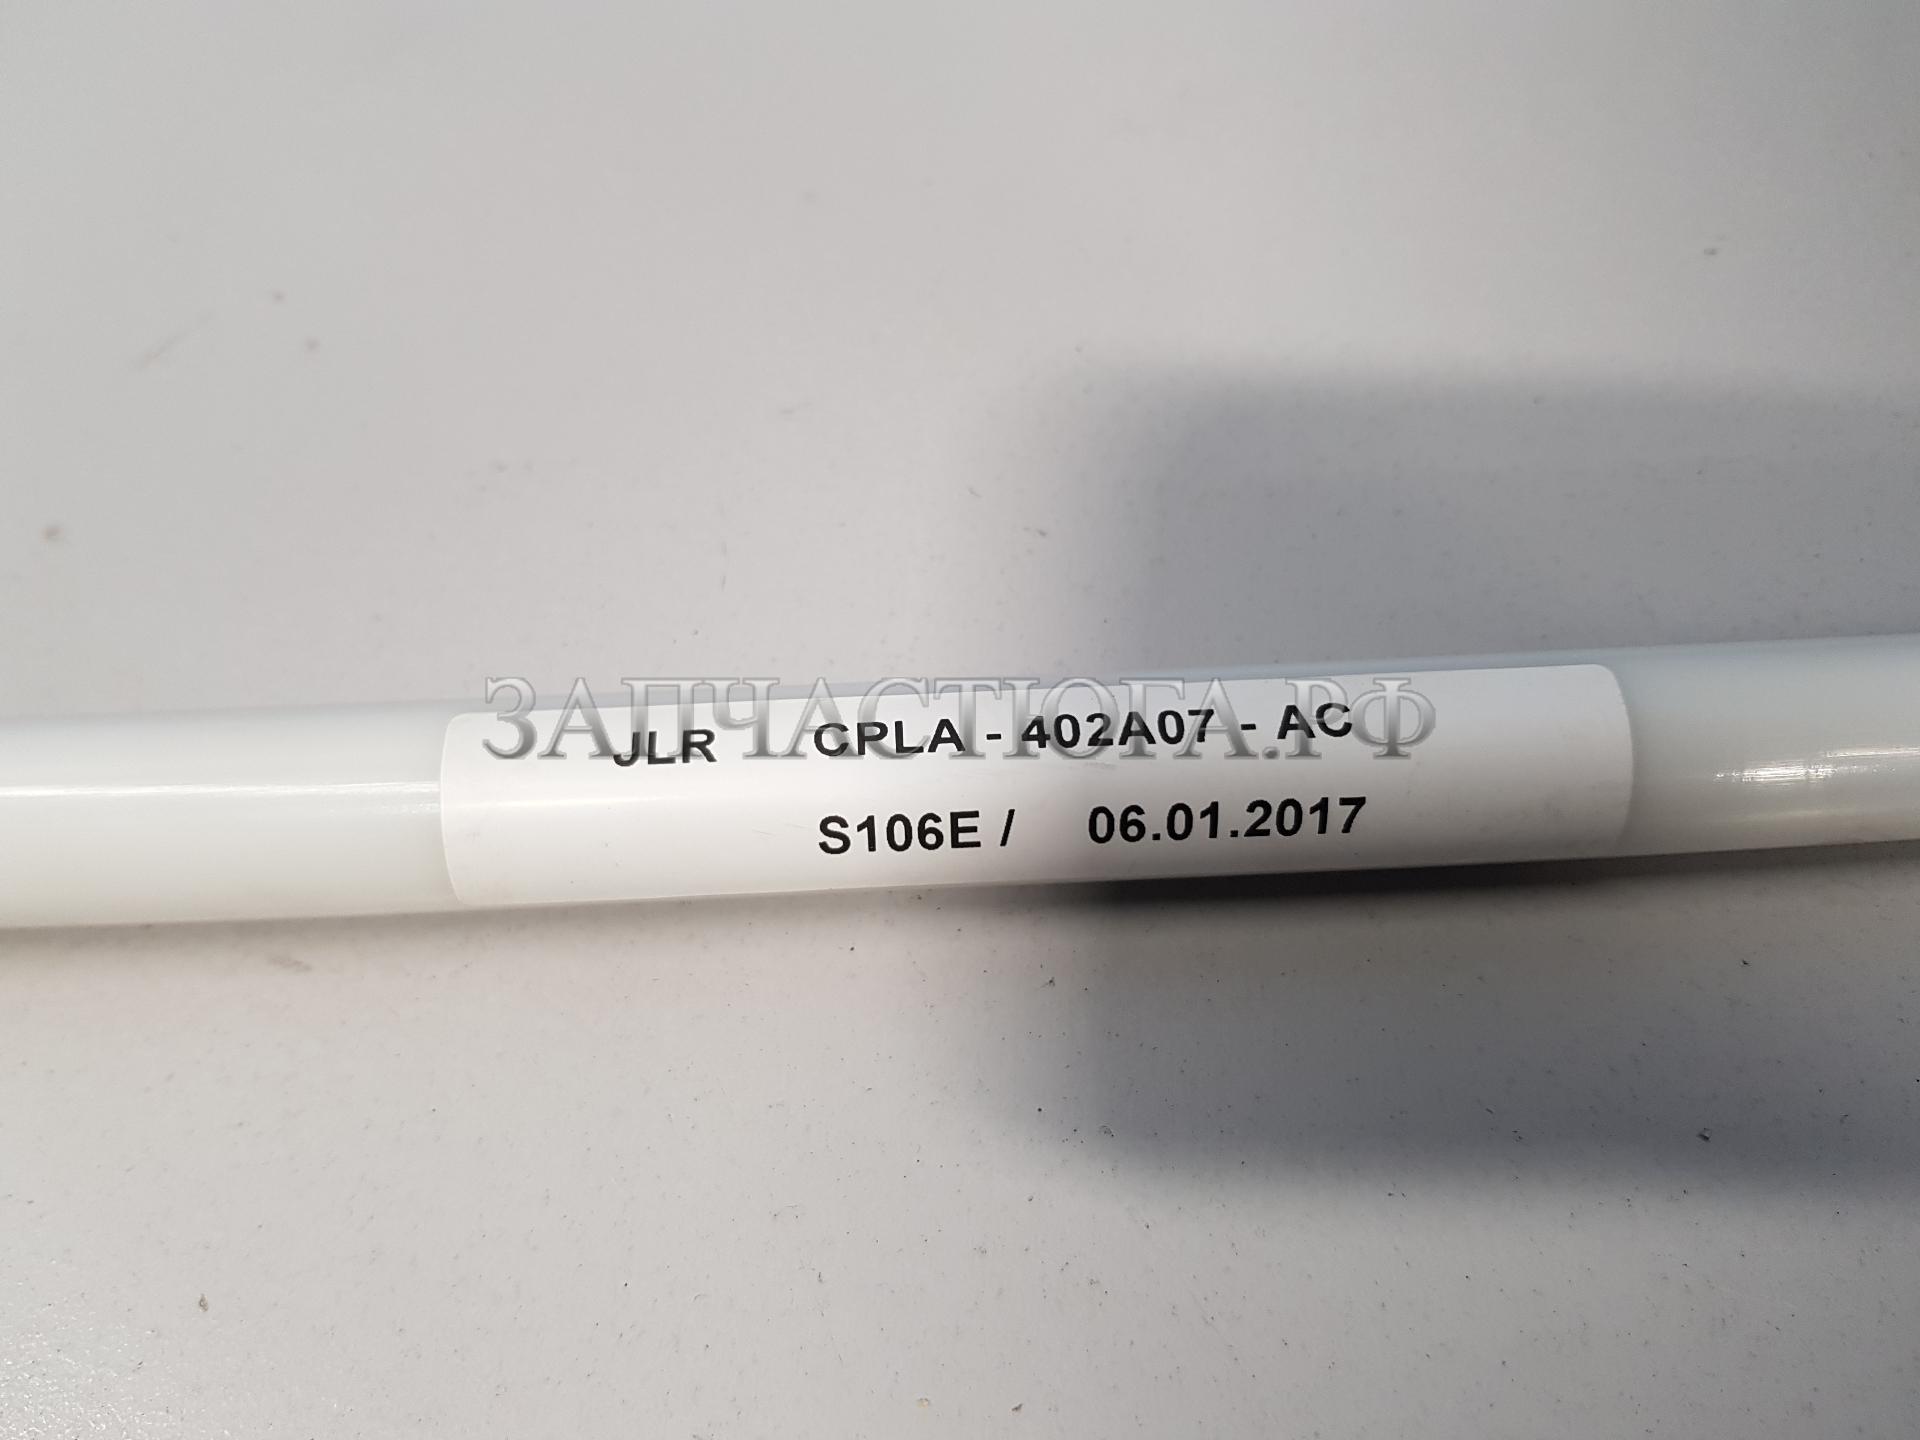 ЗАПЧАСТЮГА.РФ
JLR CPLA - 402A07 - AC
S106E / 06.01.2017